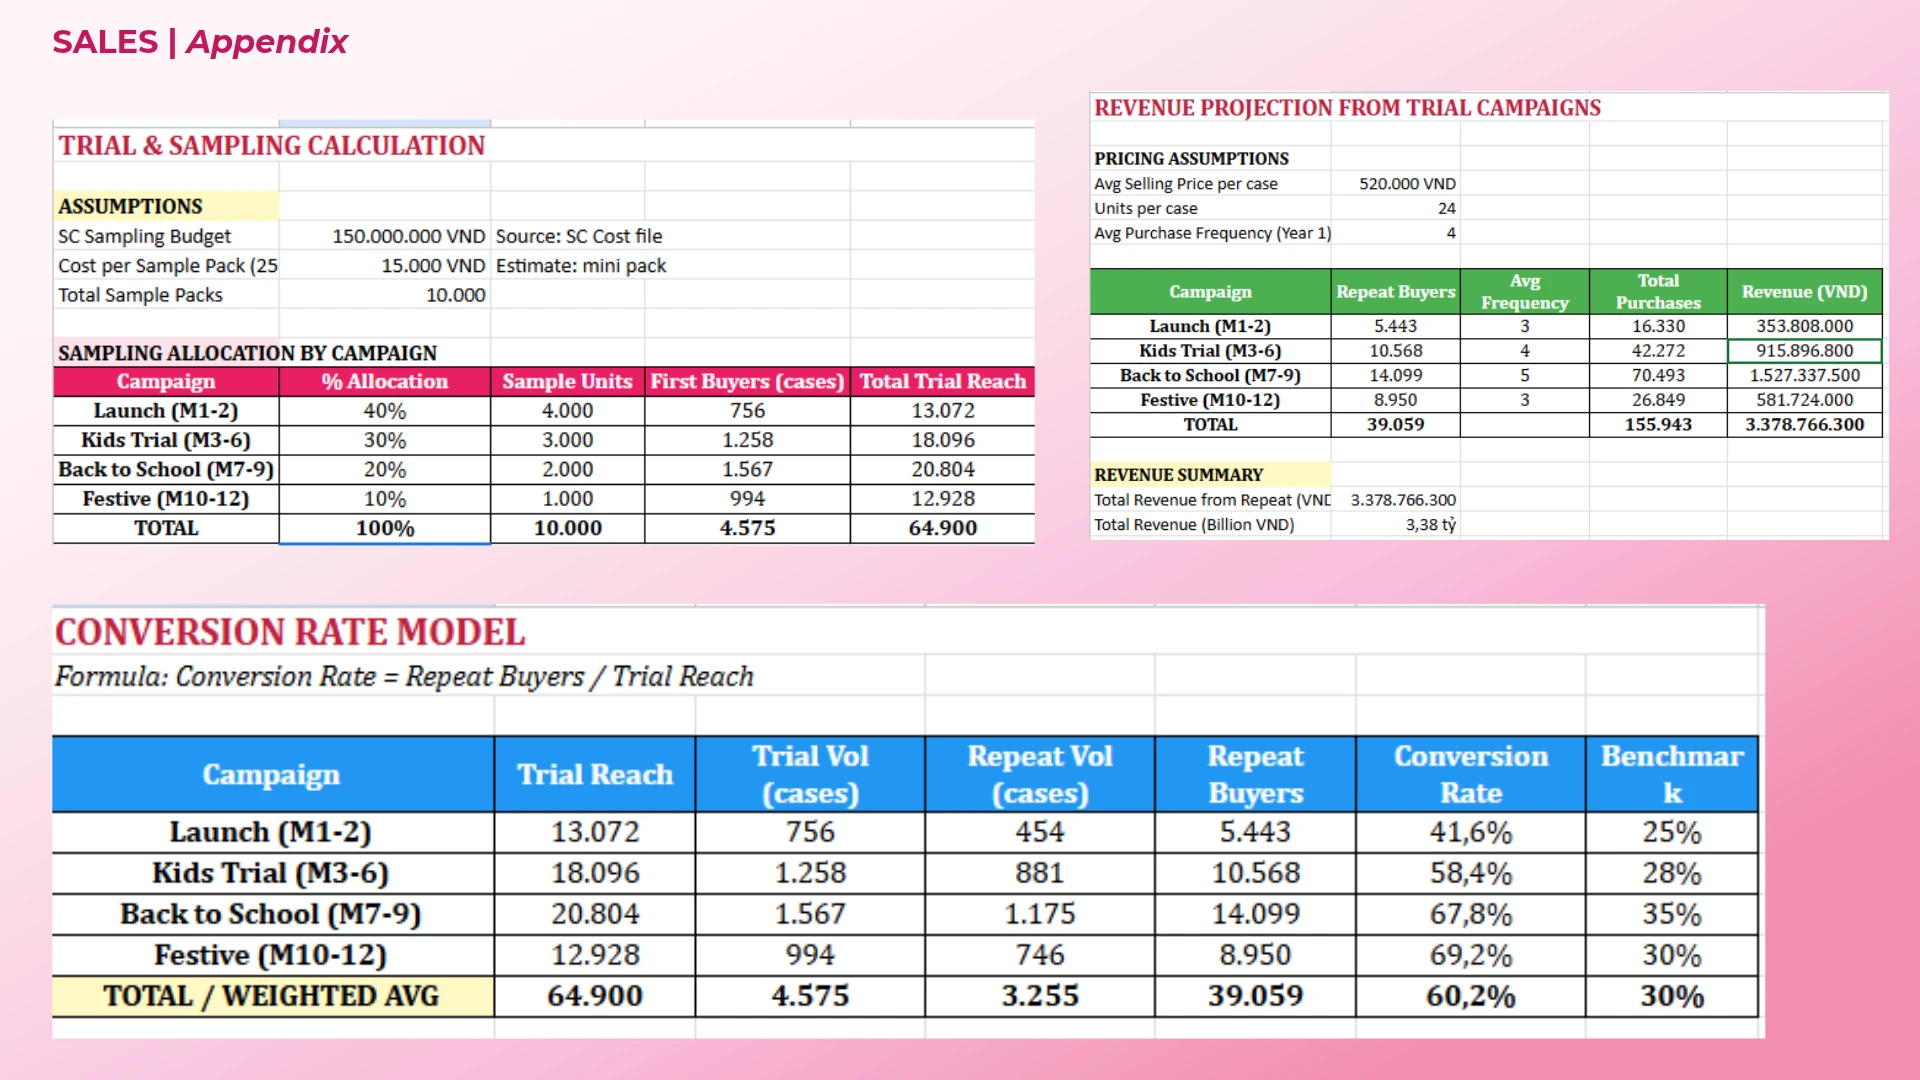 SALES | Appendix
TRIAL & SAMPLING CALCULATION
ASSUMPTIONS
SC Sampling Budget 150.000.000 VND Source: SC Cost file
Cost per Sample Pack (25 15.000 VND Estimate: mini pack
Total Sample Packs 10.000
SAMPLING ALLOCATION BY CAMPAIGN
Campaign % Allocation Sample Units First Buyers (cases) Total Trial Reach
Launch (M1-2) 40% 4.000 756 13.072
Kids Trial (M3-6) 30% 3.000 1.258 18.096
Back to School (M7-9) 20% 2.000 1.567 20.804
Festive (M10-12) 10% 1.000 994 12.928
TOTAL 100% 10.000 4.575 64.900
REVENUE PROJECTION FROM TRIAL CAMPAIGNS
PRICING ASSUMPTIONS
Avg Selling Price per case 520.000 VND
Units per case 24
Avg Purchase Frequency (Year 1) 4
Campaign Repeat Buyers Avg Frequency Total Purchases Revenue (VND)
Launch (M1-2) 5.443 3 16.330 353.808.000
Kids Trial (M3-6) 10.568 4 42.272 915.896.800
Back to School (M7-9) 14.099 5 70.493 1.527.337.500
Festive (M10-12) 8.950 3 26.849 581.724.000
TOTAL 39.059 155.943 3.378.766.300
REVENUE SUMMARY
Total Revenue from Repeat (VND 3.378.766.300
Total Revenue (Billion VND) 3,38 tỷ
CONVERSION RATE MODEL
Formula: Conversion Rate = Repeat Buyers / Trial Reach
Campaign Trial Reach Trial Vol (cases) Repeat Vol (cases) Repeat Buyers Conversion Rate Benchmark
Launch (M1-2) 13.072 756 454 5.443 41,6% 25%
Kids Trial (M3-6) 18.096 1.258 881 10.568 58,4% 28%
Back to School (M7-9) 20.804 1.567 1.175 14.099 67,8% 35%
Festive (M10-12) 12.928 994 746 8.950 69,2% 30%
TOTAL / WEIGHTED AVG 64.900 4.575 3.255 39.059 60,2% 30%